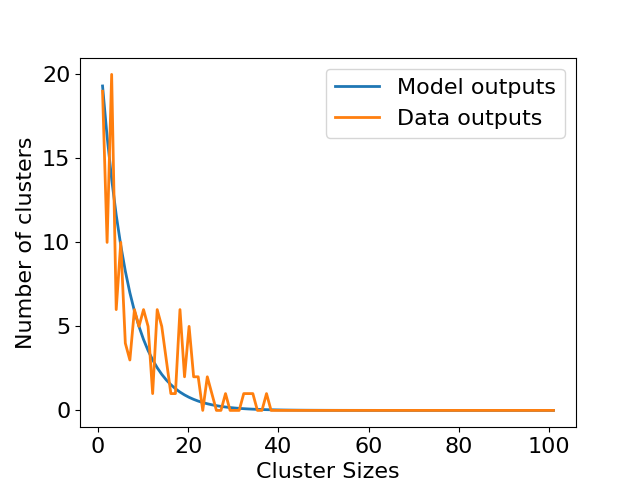 Model outputs
Data outputs
Number of clusters
20
15
10
5
0
0 20 40 60 80 100
Cluster Sizes